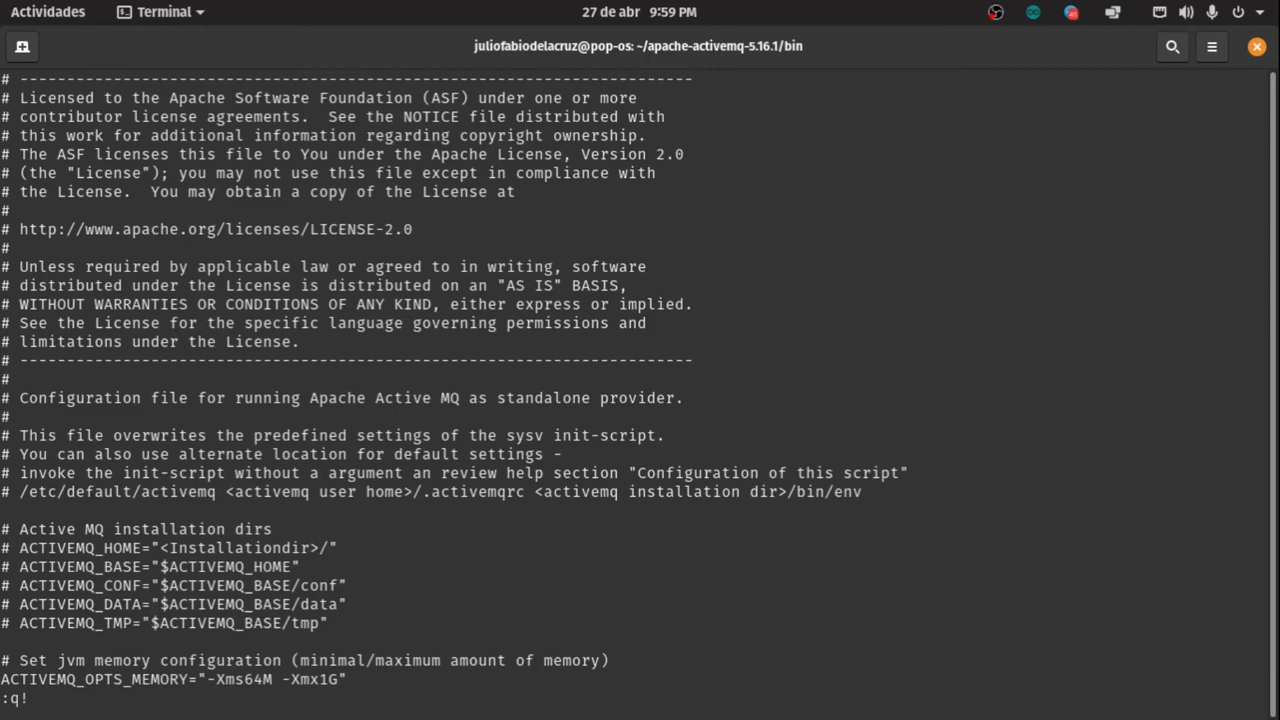 Actividades
Terminal
27 de abr 9:59 PM
41
juliofabiodelacruz@pop-os: ~/apache-activemq-5.16.1/bin
# ------------------------------------------------------------------------
# Licensed to the Apache Software Foundation (ASF) under one or more
# contributor license agreements.  See the NOTICE file distributed with
# this work for additional information regarding copyright ownership.
# The ASF licenses this file to You under the Apache License, Version 2.0
# (the "License"); you may not use this file except in compliance with
# the License.  You may obtain a copy of the License at
#
# http://www.apache.org/licenses/LICENSE-2.0
#
# Unless required by applicable law or agreed to in writing, software
# distributed under the License is distributed on an "AS IS" BASIS,
# WITHOUT WARRANTIES OR CONDITIONS OF ANY KIND, either express or implied.
# See the License for the specific language governing permissions and
# limitations under the License.
# ------------------------------------------------------------------------
#
# Configuration file for running Apache Active MQ as standalone provider.
#
# This file overwrites the predefined settings of the sysv init-script.
# You can also use alternate location for default settings -
# invoke the init-script without a argument an review help section "Configuration of this script"
# /etc/default/activemq <activemq user home>/.activemqrc <activemq installation dir>/bin/env

# Active MQ installation dirs
# ACTIVEMQ_HOME="<Installationdir>/"
# ACTIVEMQ_BASE="$ACTIVEMQ_HOME"
# ACTIVEMQ_CONF="$ACTIVEMQ_BASE/conf"
# ACTIVEMQ_DATA="$ACTIVEMQ_BASE/data"
# ACTIVEMQ_TMP="$ACTIVEMQ_BASE/tmp"

# Set jvm memory configuration (minimal/maximum amount of memory)
ACTIVEMQ_OPTS_MEMORY="-Xms64M -Xmx1G"
:q!